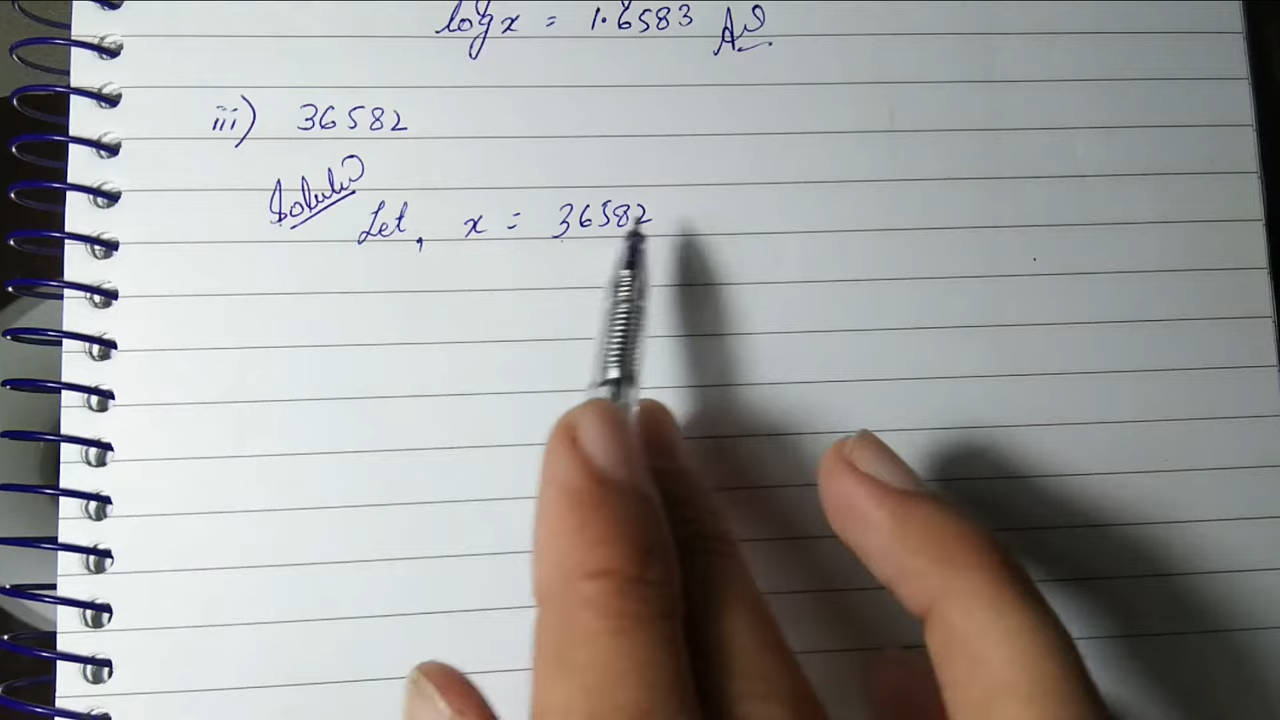 log x = 1.6583 Ans
iii) 36582
Solution
Let, x = 36582